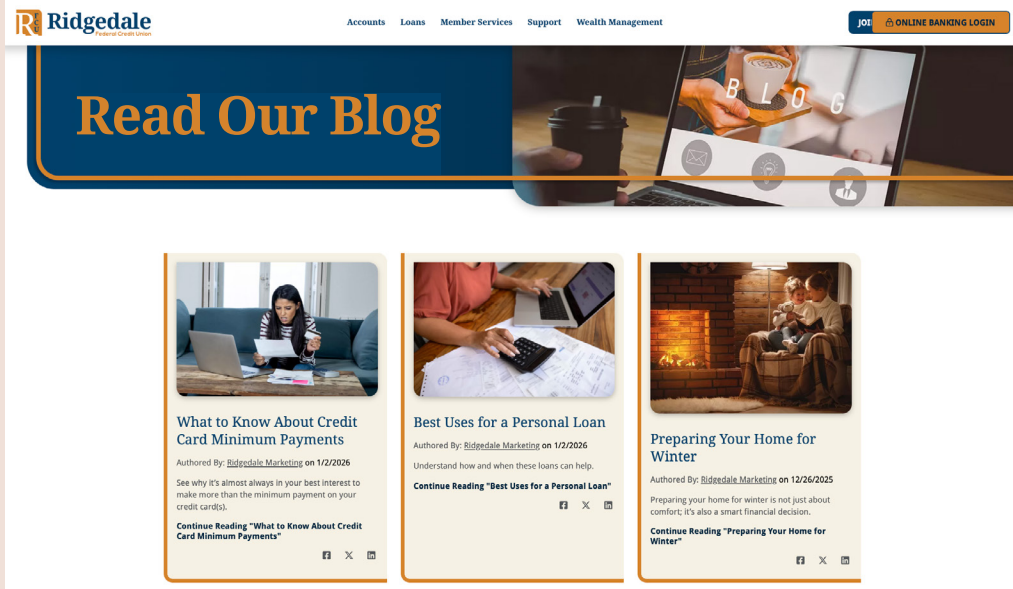 R
FCU
Ridgedale
Federal Credit Union
Accounts Loans Member Services Support Wealth Management
JOI
ONLINE BANKING LOGIN
Read Our Blog
BLOG
What to Know About Credit
Card Minimum Payments
Authored By: Ridgedale Marketing on 1/2/2026
See why it's almost always in your best interest to
make more than the minimum payment on your
credit card(s).
Continue Reading "What to Know About Credit
Card Minimum Payments"
Best Uses for a Personal Loan
Authored By: Ridgedale Marketing on 1/2/2026
Understand how and when these loans can help.
Continue Reading "Best Uses for a Personal Loan"
Preparing Your Home for
Winter
Authored By: Ridgedale Marketing on 12/26/2025
Preparing your home for winter is not just about
comfort; it's also a smart financial decision.
Continue Reading "Preparing Your Home for
Winter"